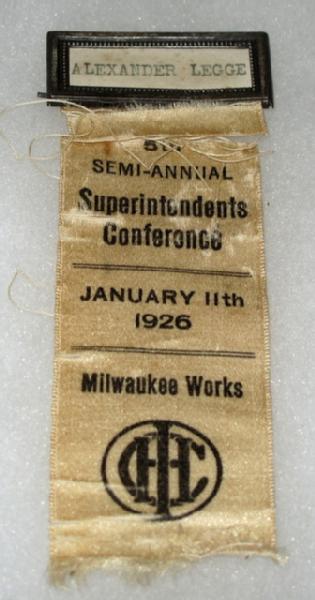 ALEXANDER LEGGE
5th
SEMI-ANNUAL
Superintendents
Conference
JANUARY 11th
1926
Milwaukee Works
IHC